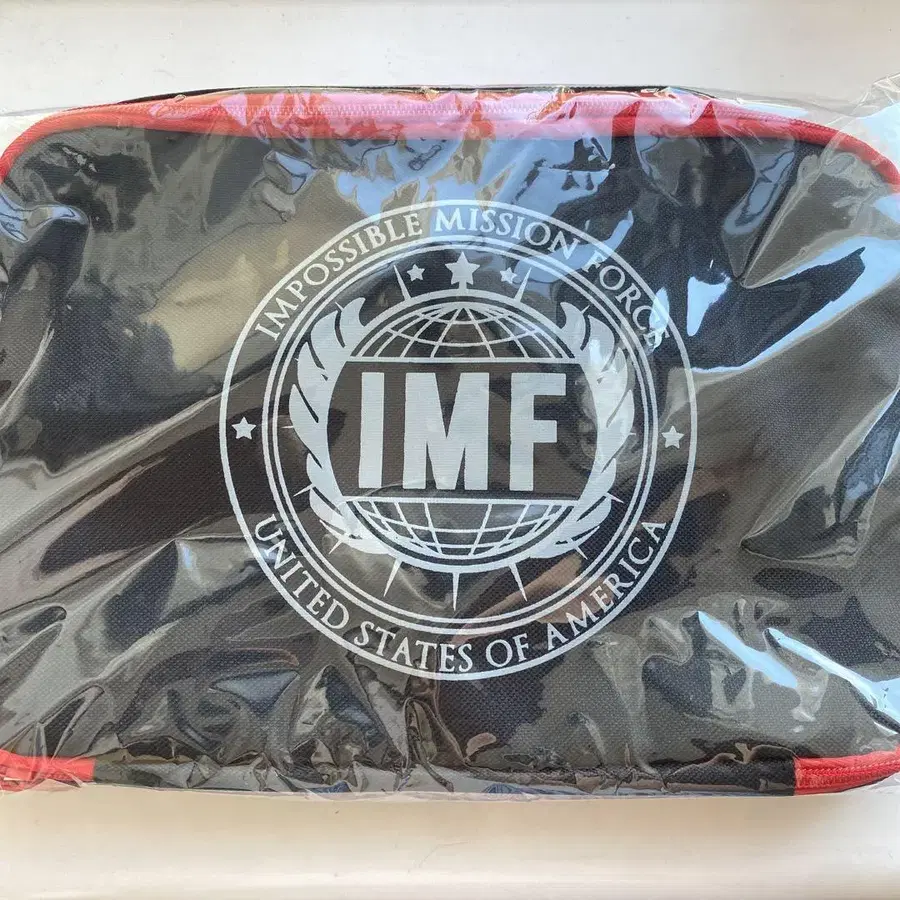 IMPOSSIBLE MISSION FORCE
IMF
UNITED STATES OF AMERICA